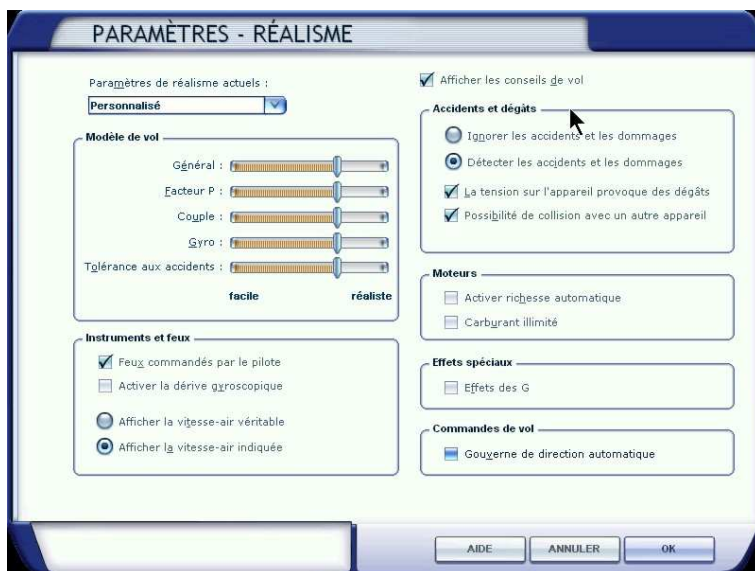 PARAMÈTRES - RÉALISME
Paramètres de réalisme actuels :
Personnalisé
Modèle de vol
Général :
Facteur P :
Couple :
Gyro :
Tolérance aux accidents :
facile réaliste
Instruments et feux
Feux commandés par le pilote
Activer la dérive gyroscopique
Afficher la vitesse-air véritable
Afficher la vitesse-air indiquée
Afficher les conseils de vol
Accidents et dégâts
Ignorer les accidents et les dommages
Détecter les accidents et les dommages
La tension sur l'appareil provoque des dégâts
Possibilité de collision avec un autre appareil
Moteurs
Activer richesse automatique
Carburant illimité
Effets spéciaux
Effets des G
Commandes de vol
Gouverne de direction automatique
AIDE ANNULER OK